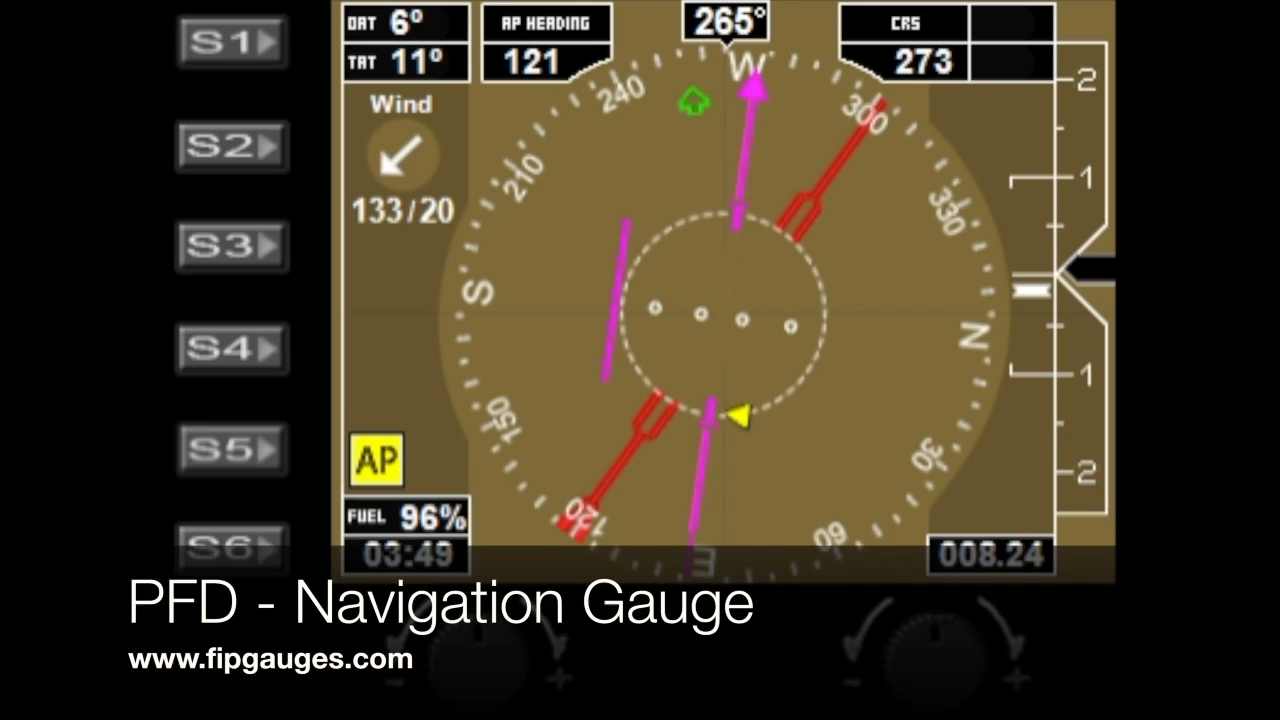 S1
S2
S3
S4
S5
S6
OAT 6°
TAT 11°
AP HEADING
121
265°
CRS
273
Wind
133/20
W
300
330
N
30
60
E
120
150
S
210
240
2
1
1
2
AP
FUEL 96%
03:49
008.24
PFD - Navigation Gauge
www.fipgauges.com
- +
- +